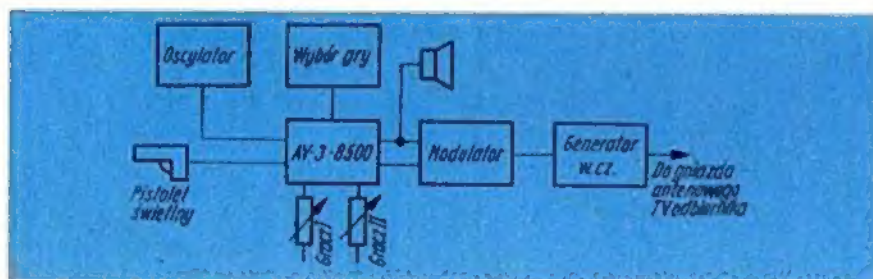 Oscylator
Wybór gry
AY-3-8500
Modulator
Generator
w.cz.
Do gniazda
antenowego
TV odbiornika
Pistolet
świetlny
Gracz I
Gracz II